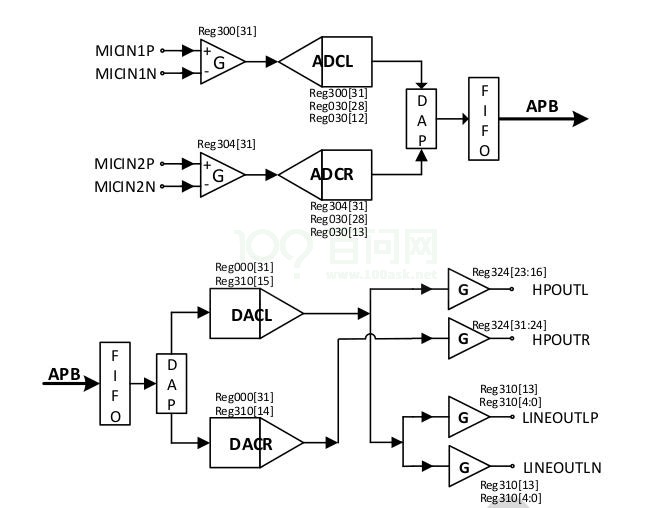 Reg300[31]
MICIN1P
+
G
ADCL
MICIN1N
-
Reg300[31]
Reg030[28]
Reg030[12]
D
A
P
F
I
F
O
APB
Reg304[31]
MICIN2P
+
G
ADCR
MICIN2N
-
Reg304[31]
Reg030[28]
Reg030[13]
100? 百问网
www.100ask.net
Reg000[31]
Reg310[15]
DACL
Reg324[23:16]
G
HPOUTL
Reg324[31:24]
G
HPOUTR
APB
F
I
F
O
D
A
P
Reg000[31]
Reg310[14]
DACR
Reg310[13]
Reg310[4:0]
G
LINEOUTLP
G
LINEOUTLN
Reg310[13]
Reg310[4:0]